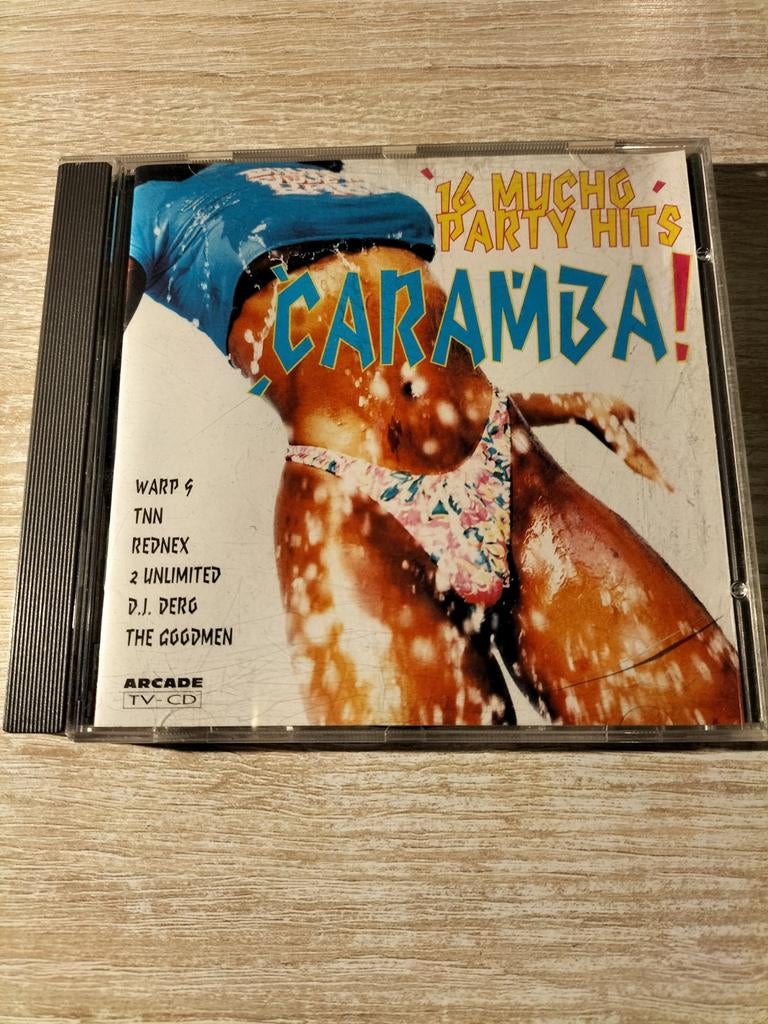 16 MUCHO
PARTY HITS
CARAMBA!
WARP 9
TNN
REDNEX
2 UNLIMITED
D.J. DERO
THE GOODMEN
ARCADE
TV-CD